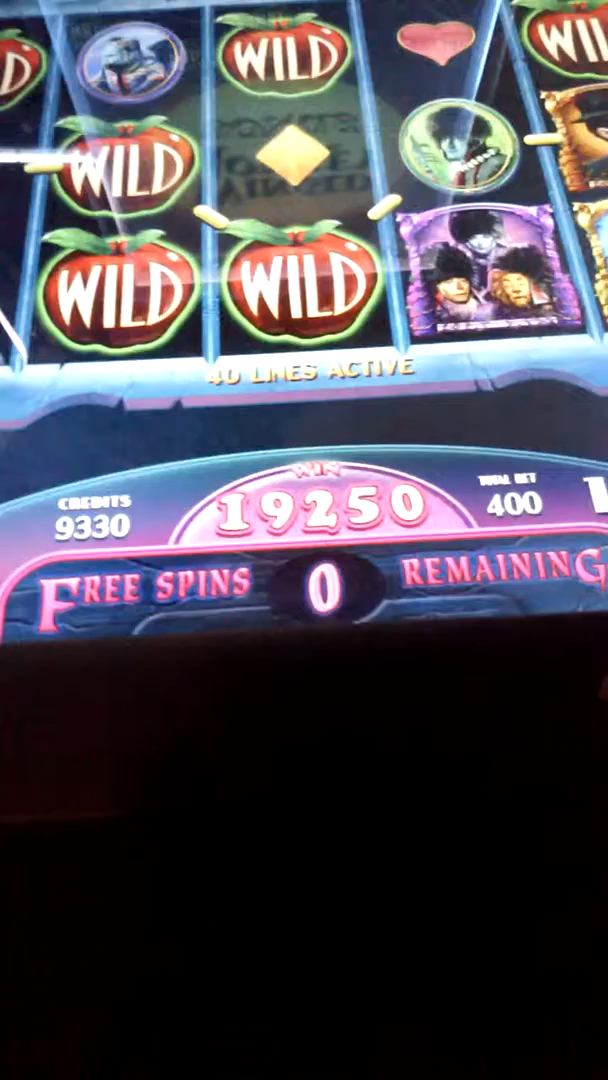 WILD
WILD
WILD
WILD
WILD
40 LINES ACTIVE
WIN
CREDITS
19250
TOTAL BET
9330
400
FREE SPINS 0 REMAINING